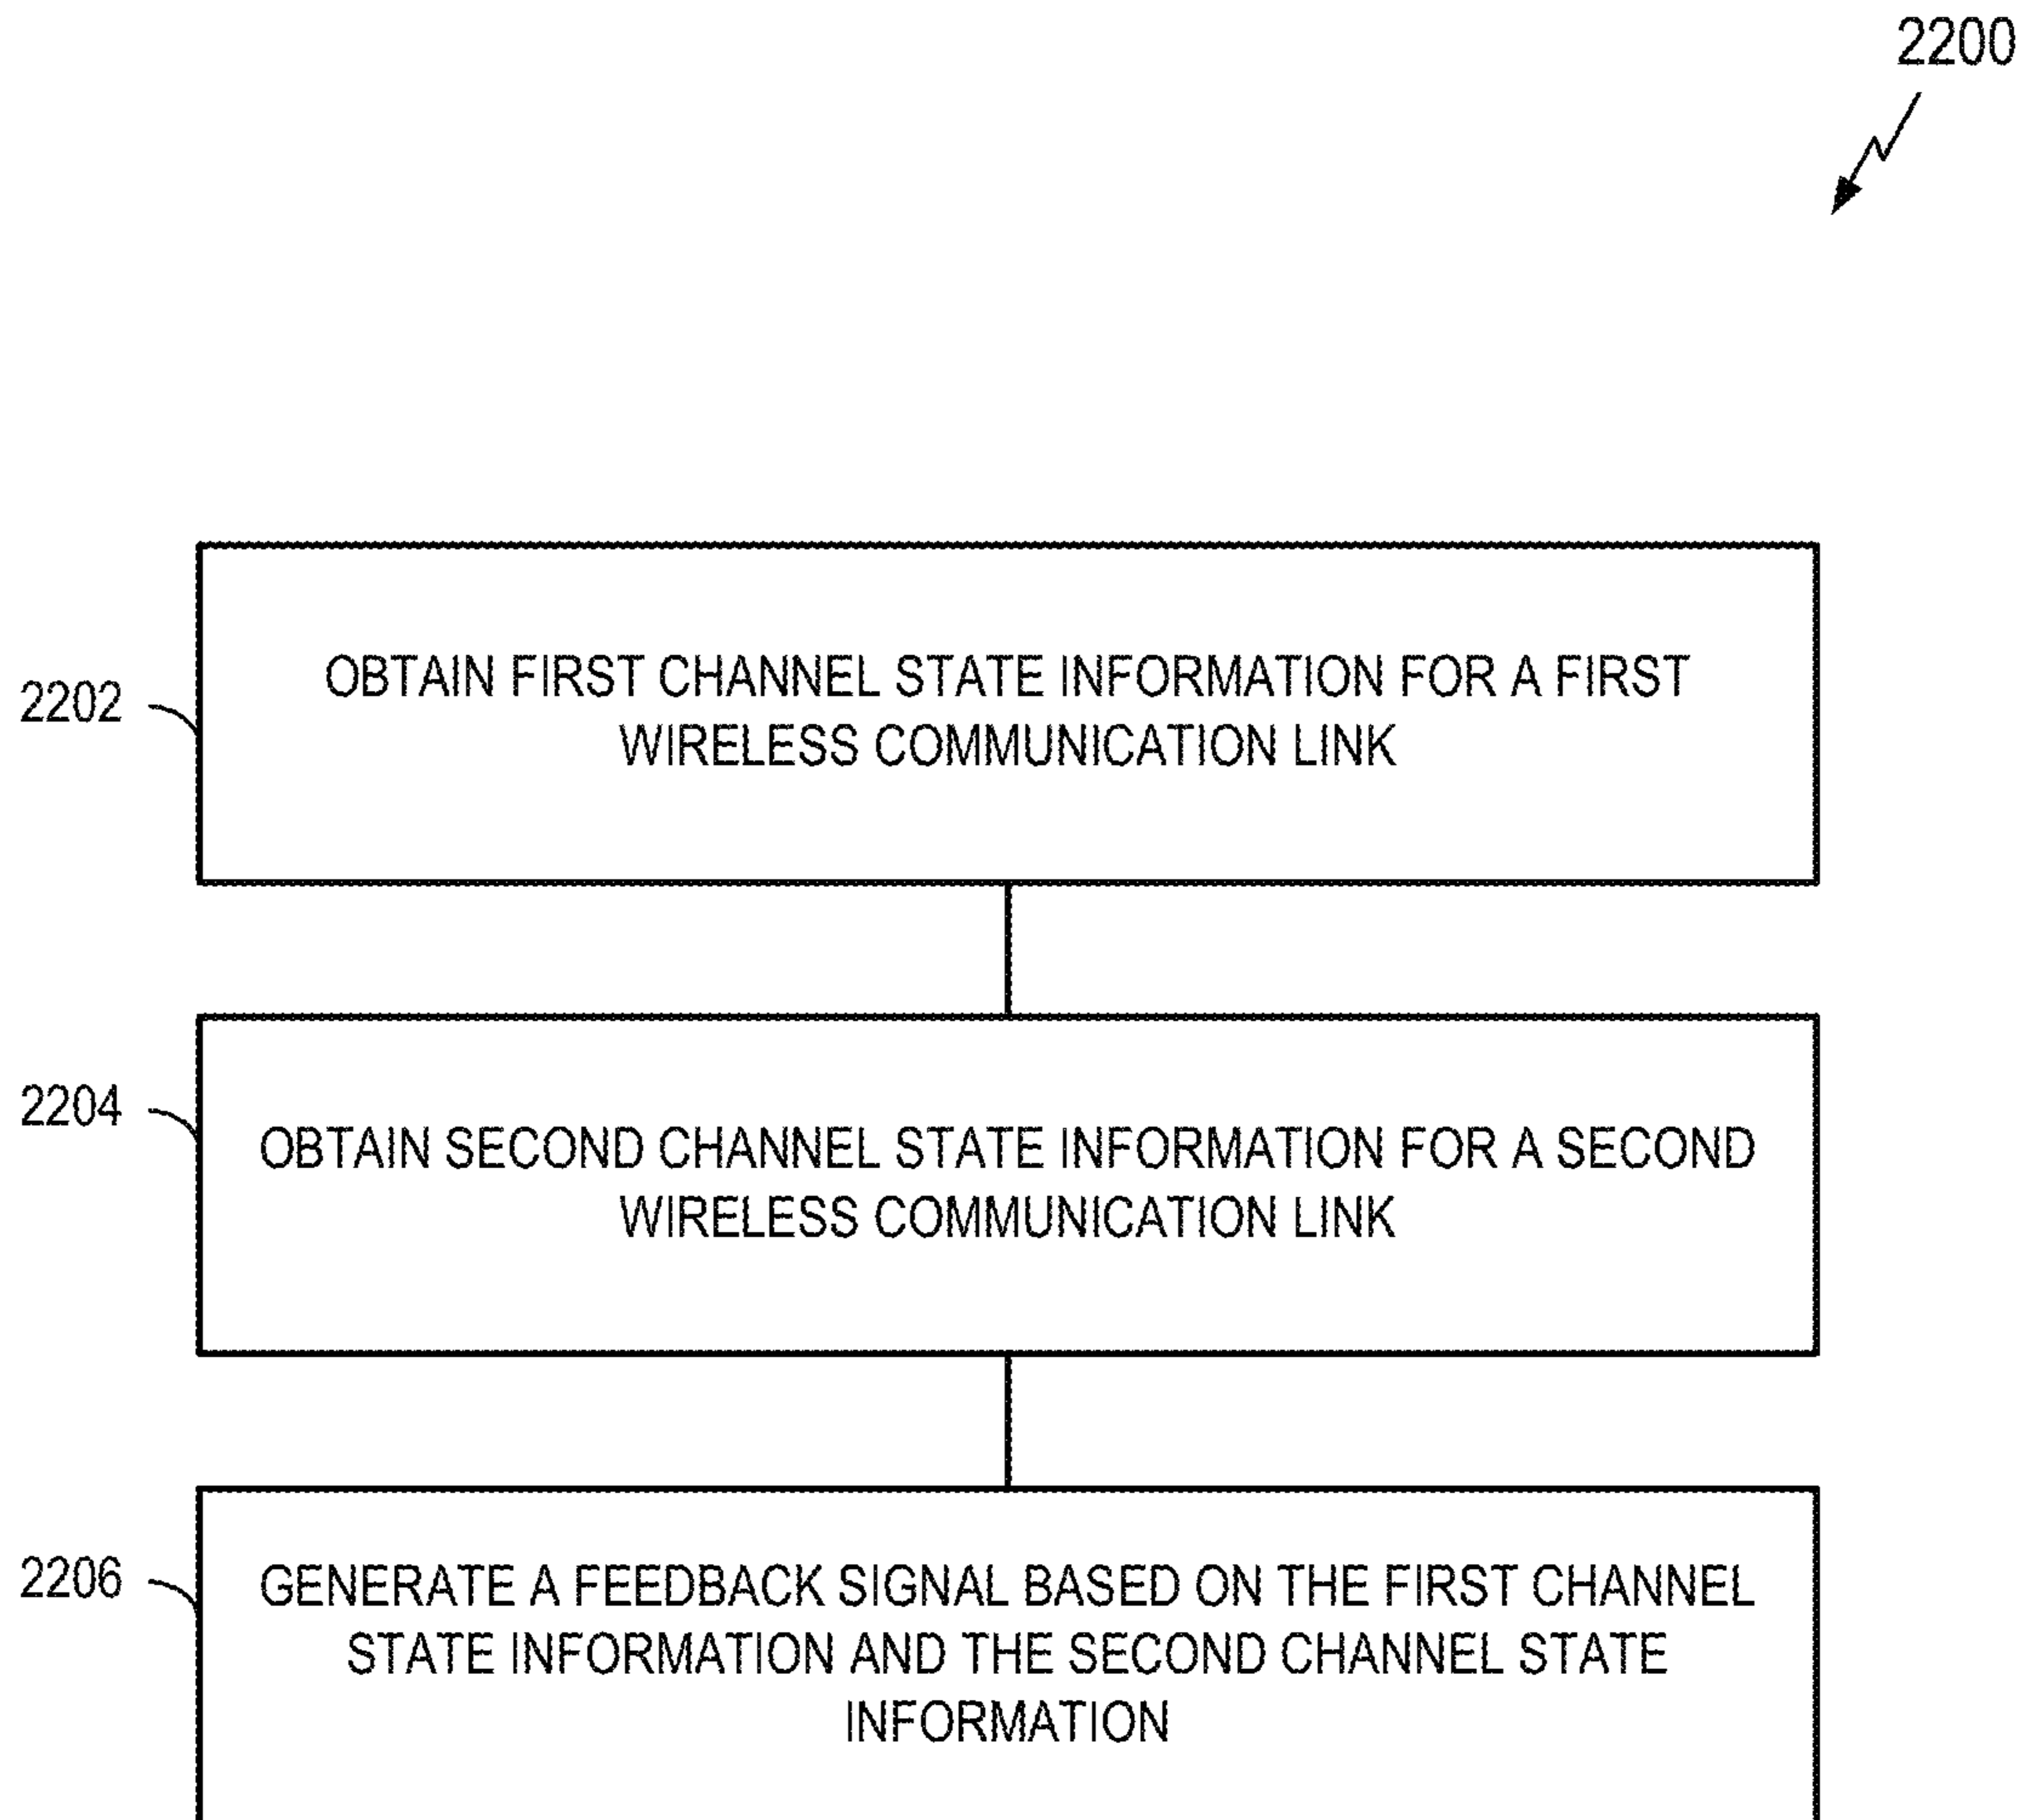 2200
2202
OBTAIN FIRST CHANNEL STATE INFORMATION FOR A FIRST
WIRELESS COMMUNICATION LINK
2204
OBTAIN SECOND CHANNEL STATE INFORMATION FOR A SECOND
WIRELESS COMMUNICATION LINK
2206
GENERATE A FEEDBACK SIGNAL BASED ON THE FIRST CHANNEL
STATE INFORMATION AND THE SECOND CHANNEL STATE
INFORMATION